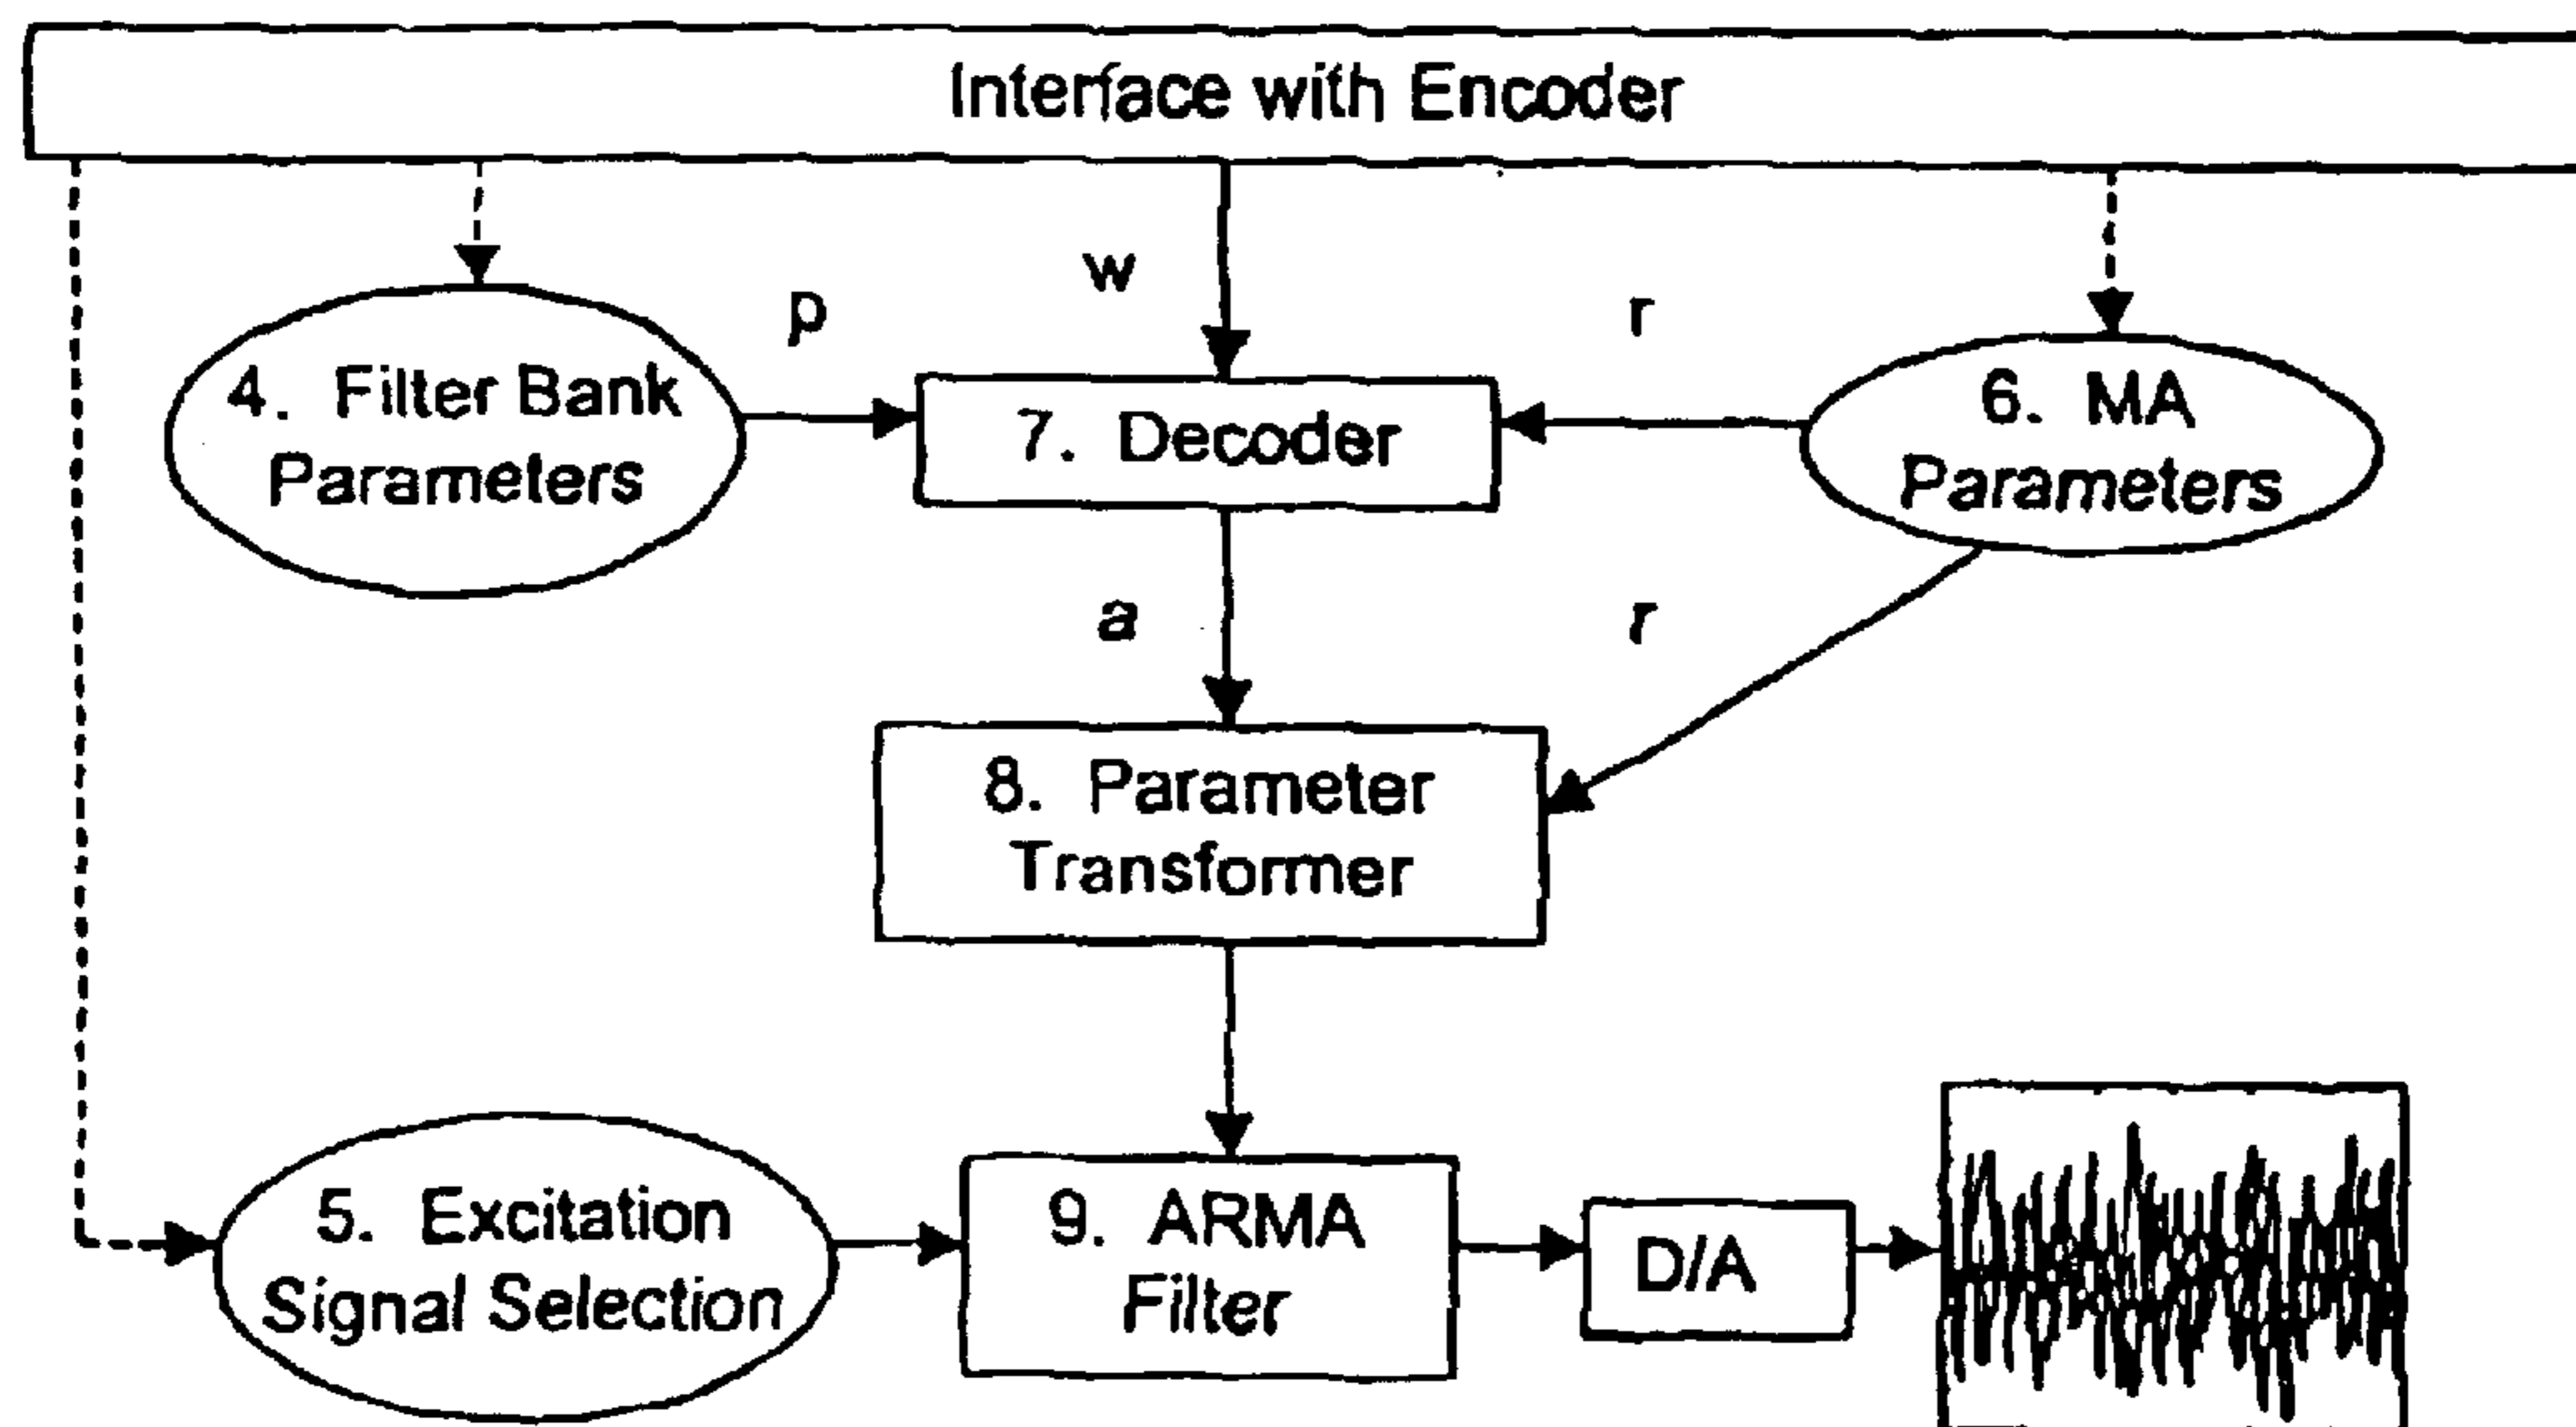 Interface with Encoder
w
p
r
4. Filter Bank
Parameters
7. Decoder
6. MA
Parameters
a
r
8. Parameter
Transformer
5. Excitation
Signal Selection
9. ARMA
Filter
D/A